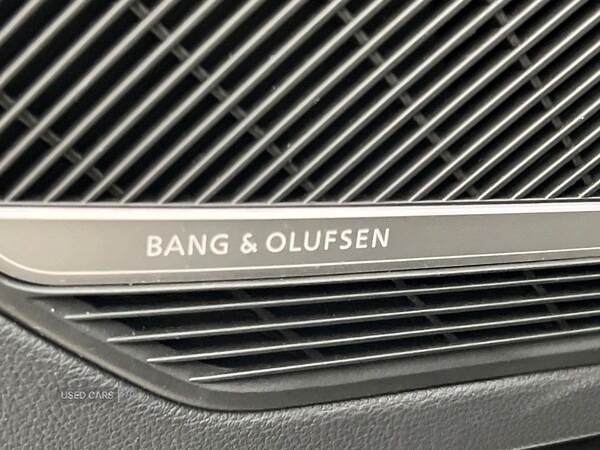 BANG & OLUFSEN
USED CARS